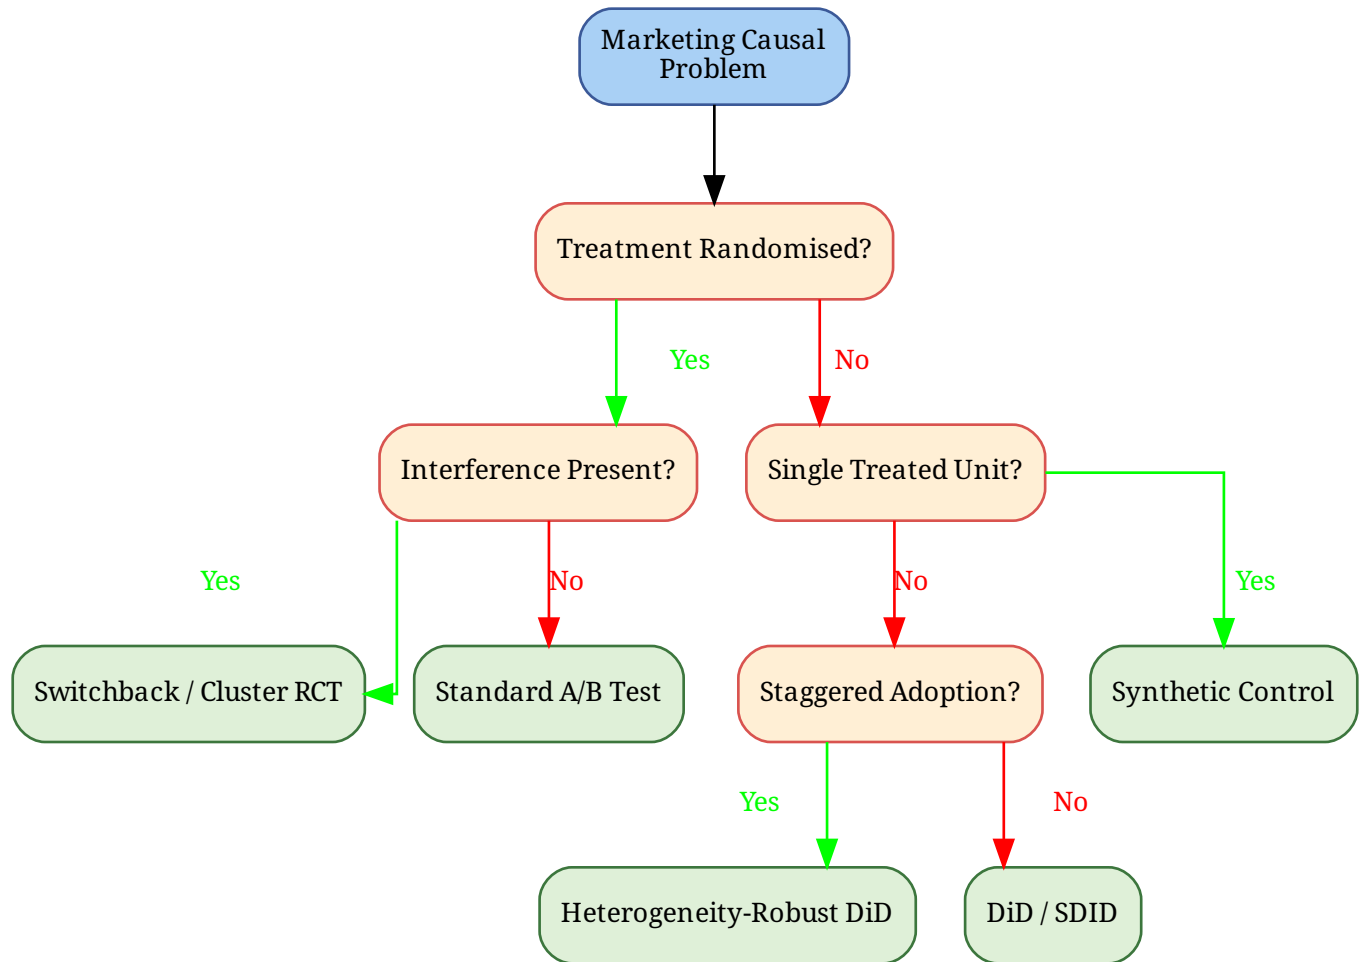 Marketing Causal
Problem
Treatment Randomised?
Yes
No
Interference Present?
Single Treated Unit?
Yes
No
No
Yes
Switchback / Cluster RCT
Standard A/B Test
Staggered Adoption?
Synthetic Control
Yes
No
Heterogeneity-Robust DiD
DiD / SDID